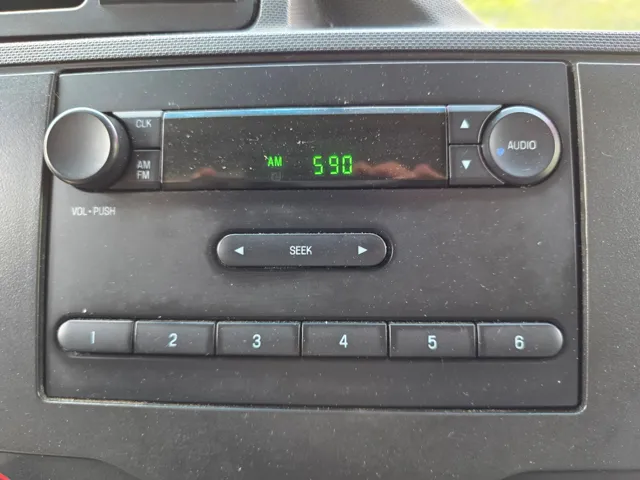 CLK
AM
FM
AM 590
▲
▼
AUDIO
VOL-PUSH
◄ SEEK ►
1 2 3 4 5 6